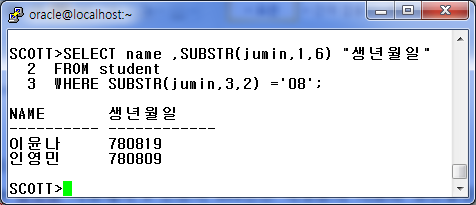 oracle@localhost:~
SCOTT>SELECT name ,SUBSTR(jumin,1,6) "생년월일"
2 FROM student
3 WHERE SUBSTR(jumin,3,2) ='08';
NAME 생년월일
---------- ------------
이윤나 780819
인영민 780809
SCOTT>